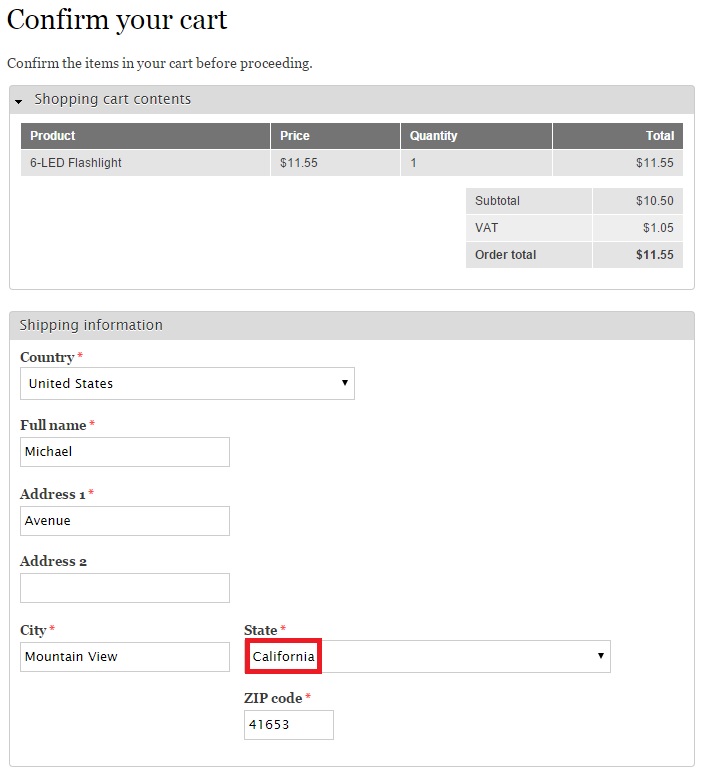 Confirm your cart
Confirm the items in your cart before proceeding.
Shopping cart contents
Product Price Quantity Total
6-LED Flashlight $11.55 1 $11.55
Subtotal $10.50
VAT $1.05
Order total $11.55
Shipping information
Country *
United States
Full name *
Michael
Address 1 *
Avenue
Address 2
City * State *
Mountain View California
ZIP code *
41653